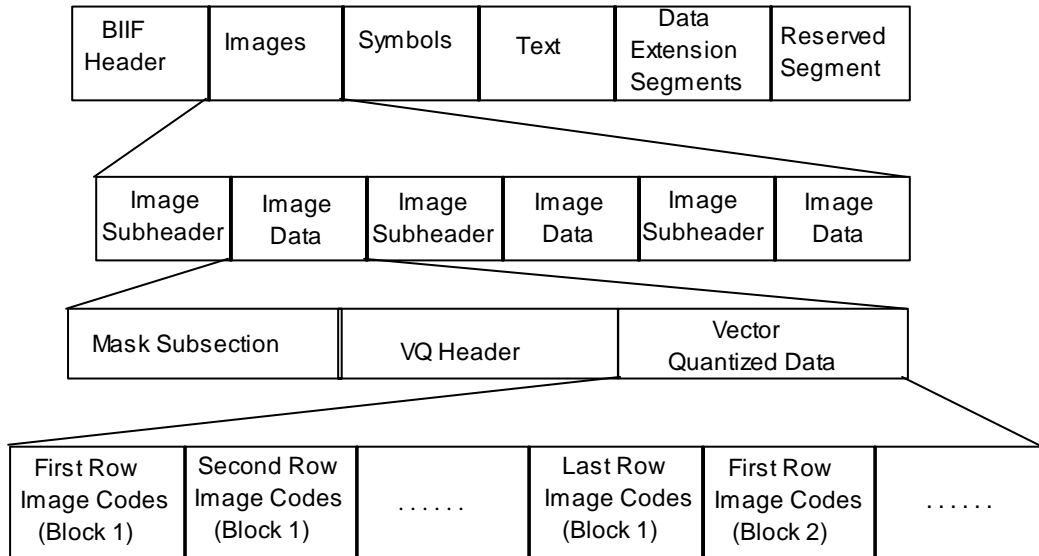 BIIF
Header
Images
Symbols
Text
Data
Extension
Segments
Reserved
Segment
Image
Subheader
Image
Data
Image
Subheader
Image
Data
Image
Subheader
Image
Data
Mask Subsection
VQ Header
Vector
Quantized Data
First Row
Image Codes
(Block 1)
Second Row
Image Codes
(Block 1)
. . . . . .
Last Row
Image Codes
(Block 1)
First Row
Image Codes
(Block 2)
. . . . . .